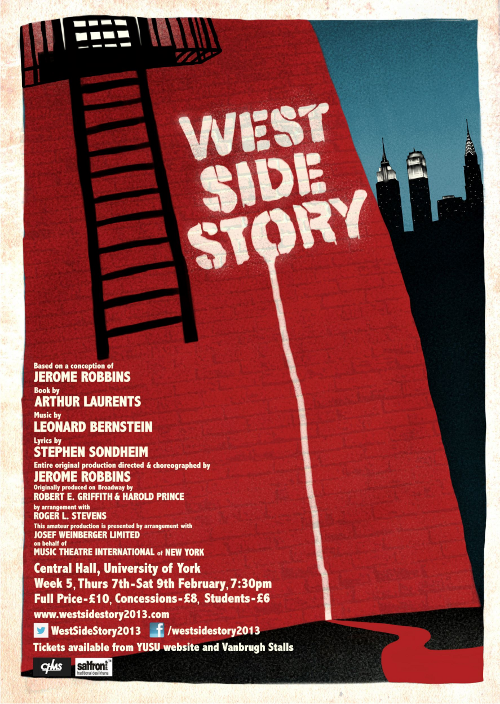 WEST
SIDE
STORY
Based on a conception of
JEROME ROBBINS
Book by
ARTHUR LAURENTS
Music by
LEONARD BERNSTEIN
Lyrics by
STEPHEN SONDHEIM
Entire original production directed & choreographed by
JEROME ROBBINS
Originally produced on Broadway by
ROBERT E. GRIFFITH & HAROLD PRINCE
by arrangement with
ROGER L. STEVENS
This amateur production is presented by arrangement with
JOSEF WEINBERGER LIMITED
on behalf of
MUSIC THEATRE INTERNATIONAL of NEW YORK
Central Hall, University of York
Week 5, Thurs 7th-Sat 9th February, 7:30pm
Full Price-£10, Concessions-£8, Students-£6
www.westsidestory2013.com
WestSideStory2013 /westsidestory2013
Tickets available from YUSU website and Vanbrugh Stalls
saffron